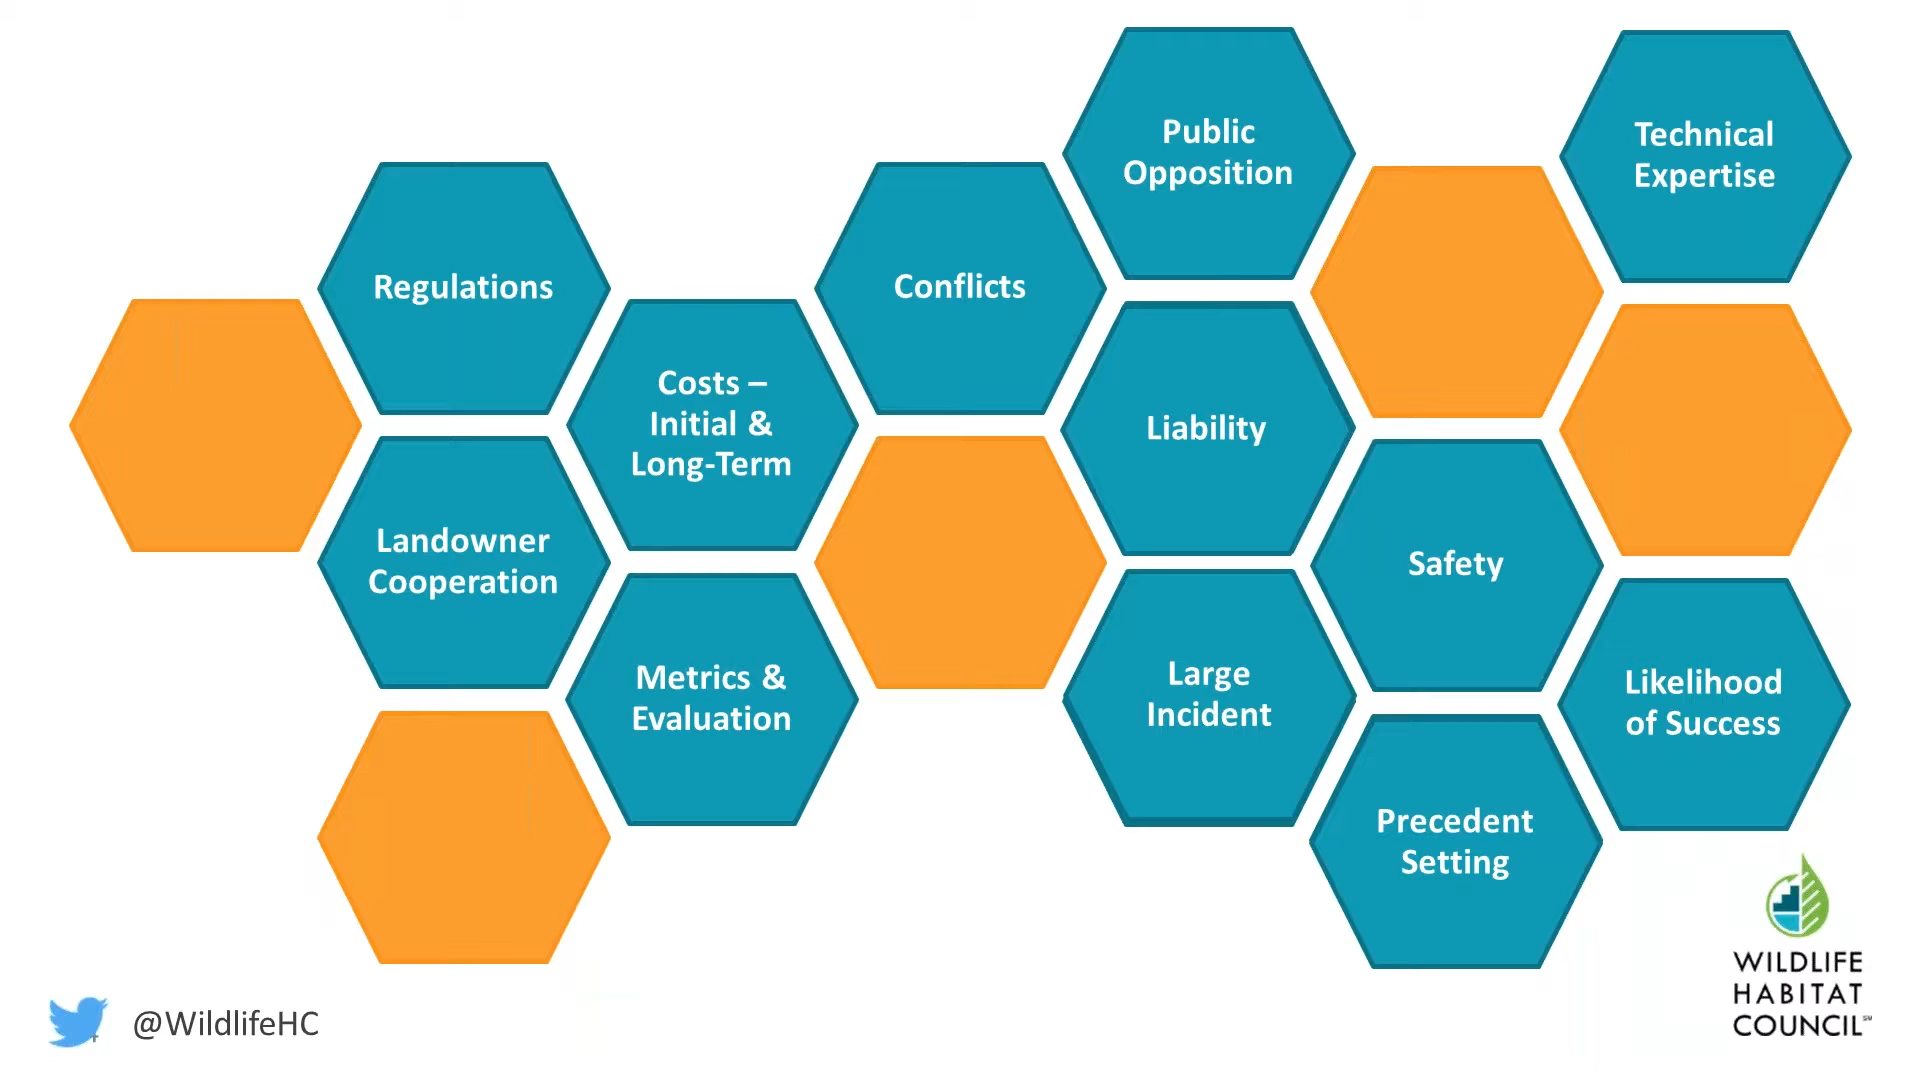 Public
Opposition
Technical
Expertise
Regulations
Conflicts
Costs –
Initial &
Long-Term
Liability
Landowner
Cooperation
Safety
Metrics &
Evaluation
Large
Incident
Likelihood
of Success
Precedent
Setting
@WildlifeHC
WILDLIFE
HABITAT
COUNCIL℠